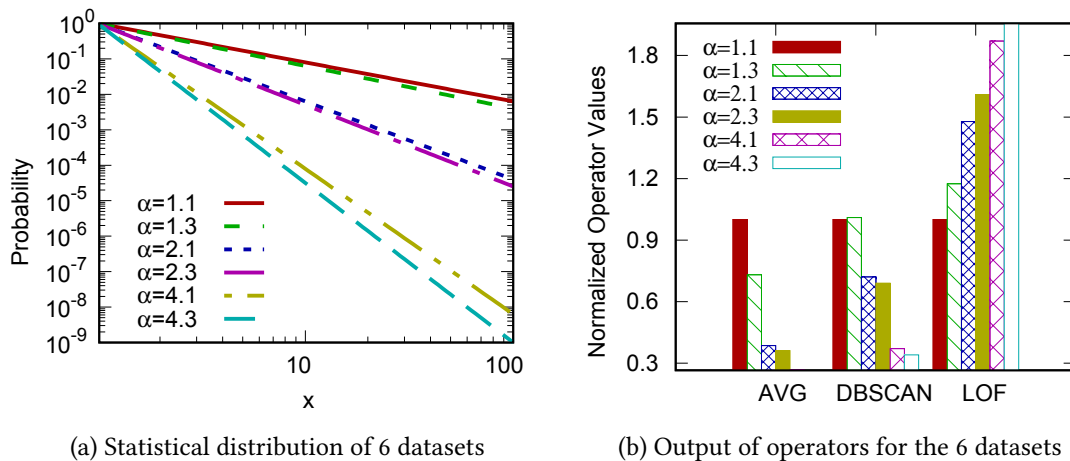 10^0
10^-1
10^-2
10^-3
10^-4
10^-5
10^-6
10^-7
10^-8
10^-9
Probability
α=1.1
α=1.3
α=2.1
α=2.3
α=4.1
α=4.3
10
100
x
(a) Statistical distribution of 6 datasets
1.8
1.5
1.2
0.9
0.6
0.3
Normalized Operator Values
α=1.1
α=1.3
α=2.1
α=2.3
α=4.1
α=4.3
AVG DBSCAN LOF
(b) Output of operators for the 6 datasets